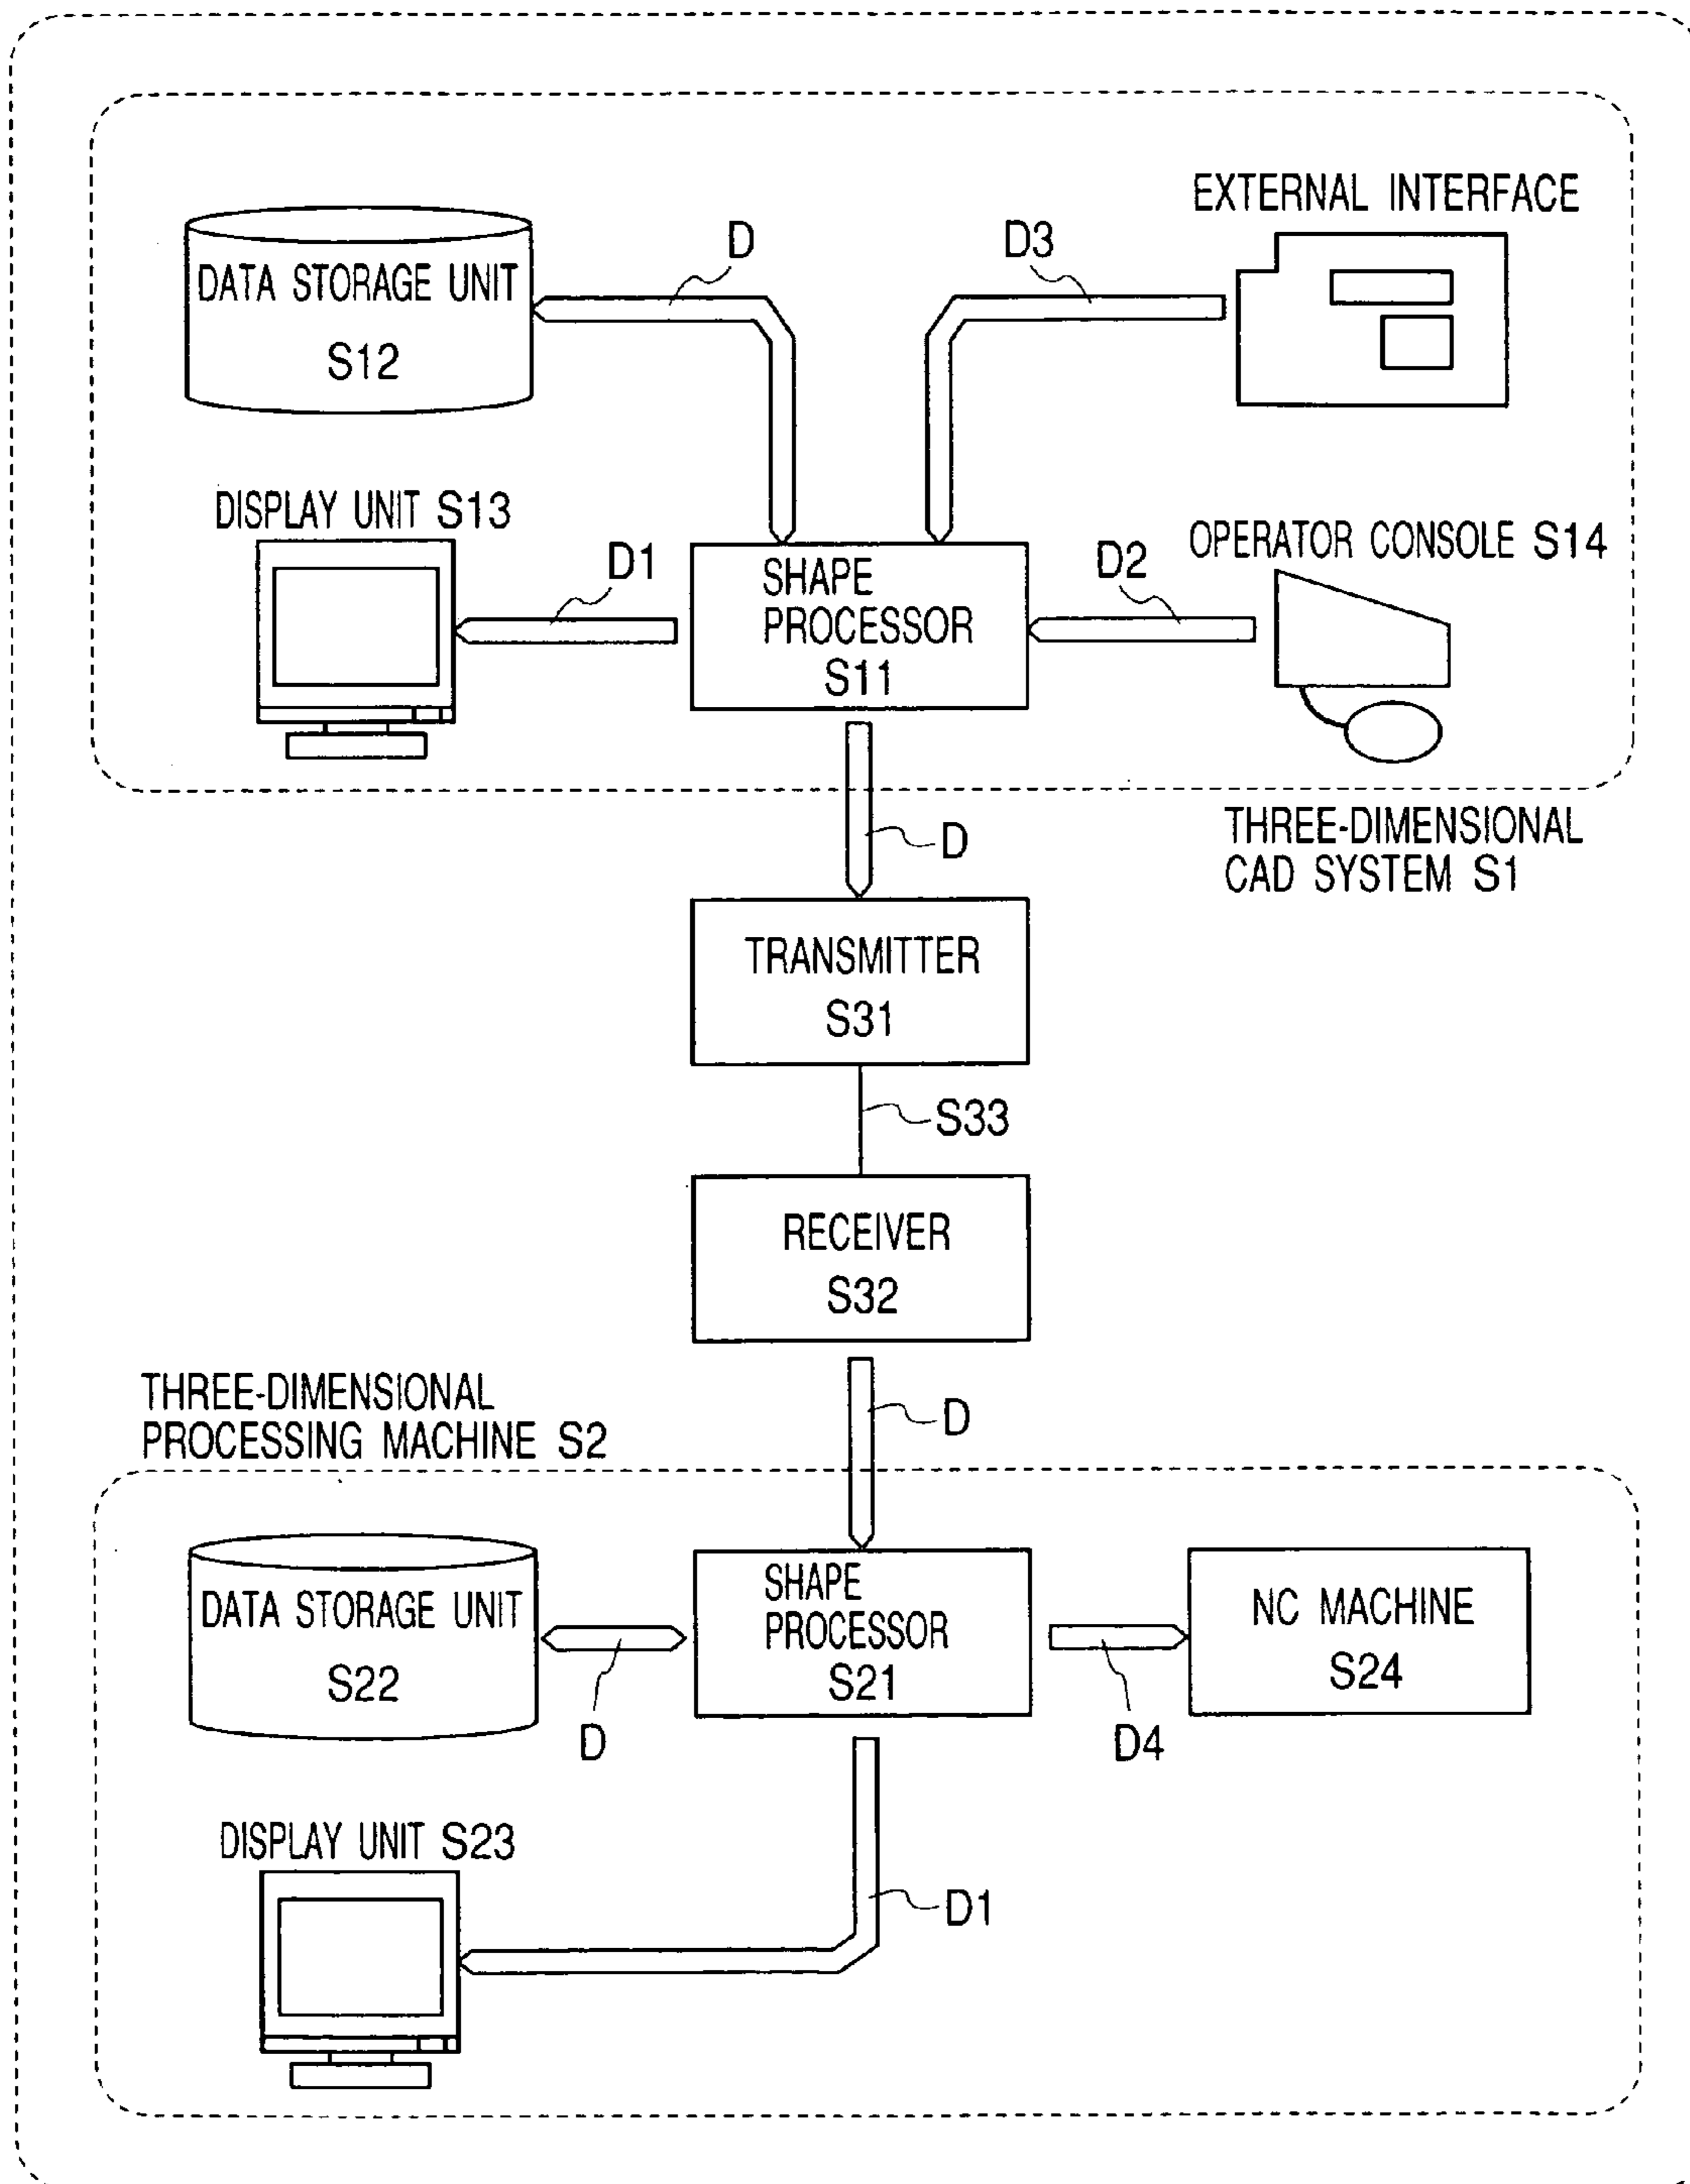 EXTERNAL INTERFACE
D
D3
DATA STORAGE UNIT
S12
DISPLAY UNIT S13
D1
SHAPE
PROCESSOR
S11
D2
OPERATOR CONSOLE S14
D
THREE-DIMENSIONAL
CAD SYSTEM S1
TRANSMITTER
S31
S33
RECEIVER
S32
THREE-DIMENSIONAL
PROCESSING MACHINE S2
D
DATA STORAGE UNIT
S22
D
SHAPE
PROCESSOR
S21
D4
NC MACHINE
S24
DISPLAY UNIT S23
D1